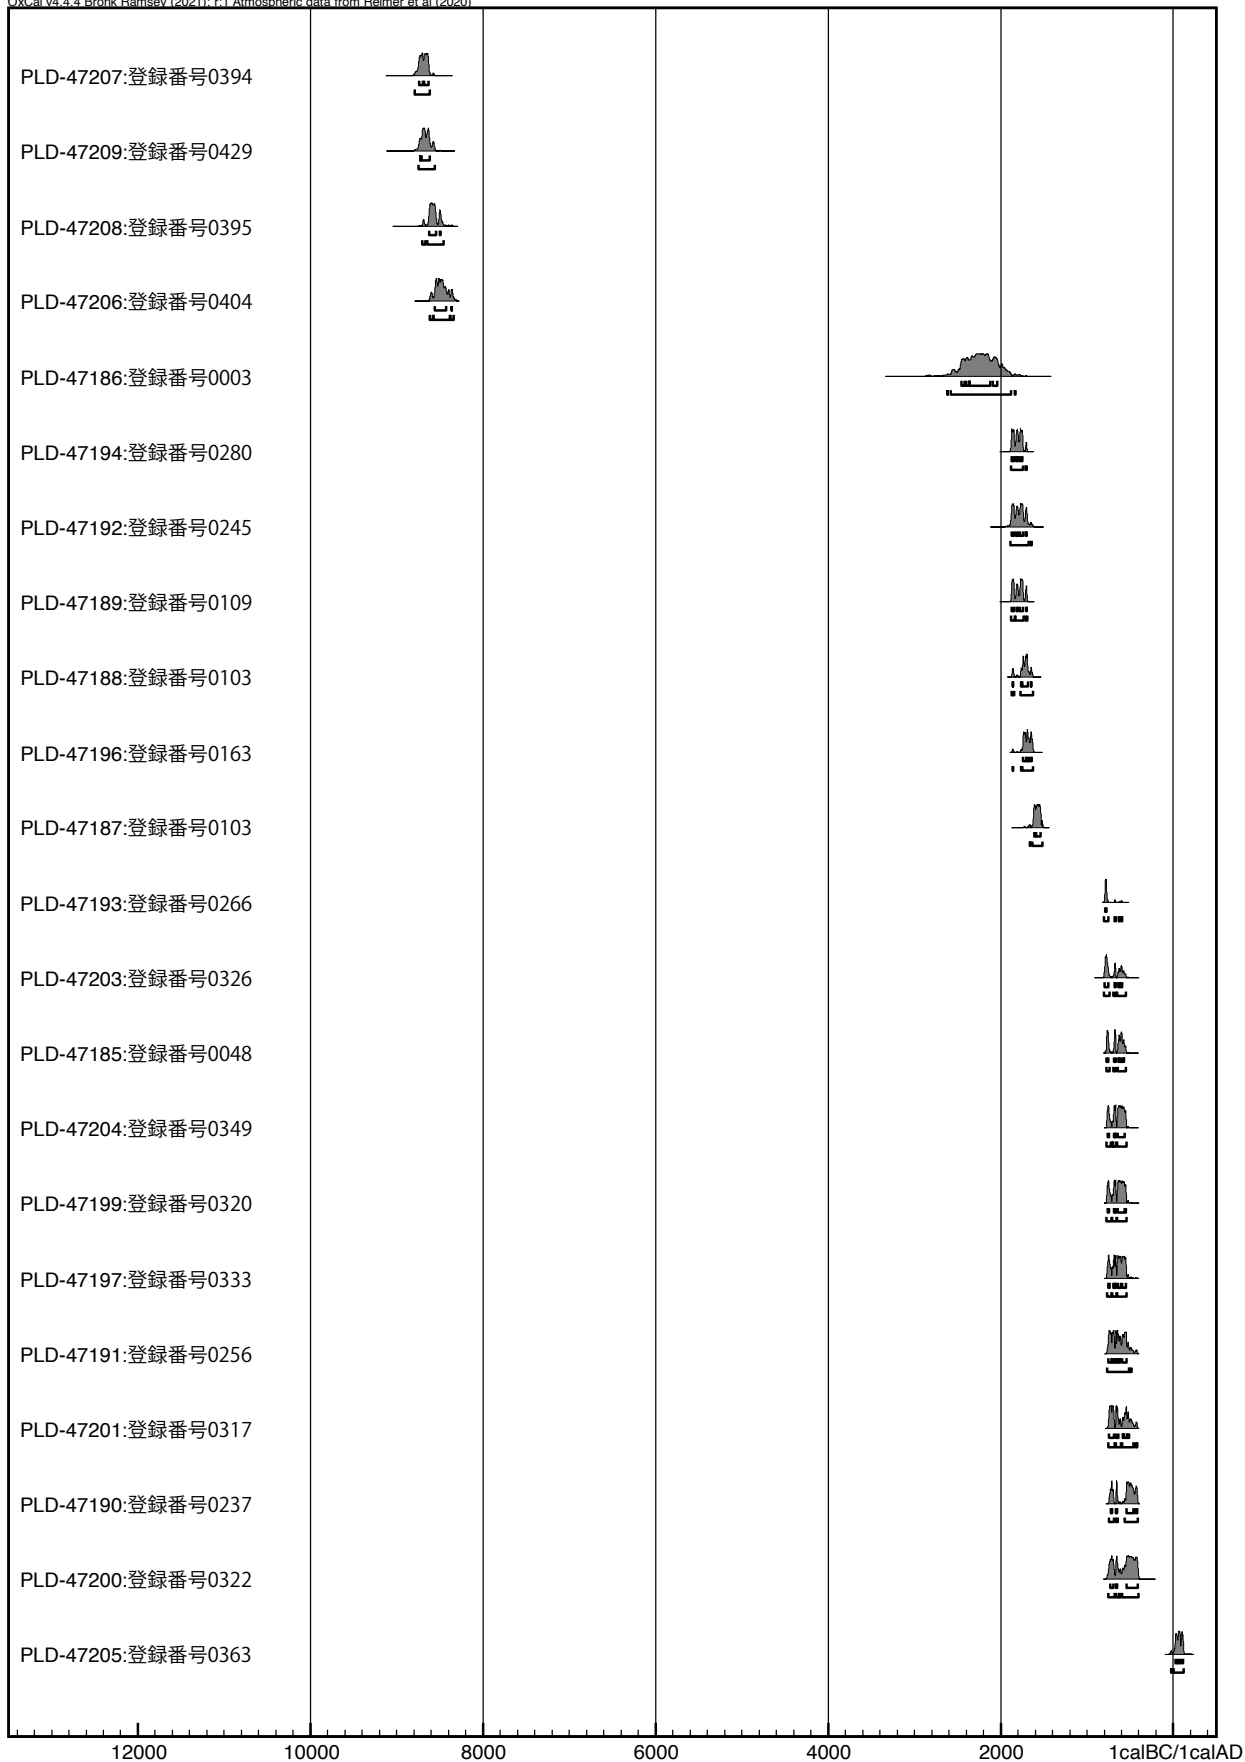 OxCal v4.4.4 Bronk Ramsey (2021); r:1 Atmospheric data from Reimer et al (2020)
PLD-47207:登録番号0394
PLD-47209:登録番号0429
PLD-47208:登録番号0395
PLD-47206:登録番号0404
PLD-47186:登録番号0003
PLD-47194:登録番号0280
PLD-47192:登録番号0245
PLD-47189:登録番号0109
PLD-47188:登録番号0103
PLD-47196:登録番号0163
PLD-47187:登録番号0103
PLD-47193:登録番号0266
PLD-47203:登録番号0326
PLD-47185:登録番号0048
PLD-47204:登録番号0349
PLD-47199:登録番号0320
PLD-47197:登録番号0333
PLD-47191:登録番号0256
PLD-47201:登録番号0317
PLD-47190:登録番号0237
PLD-47200:登録番号0322
PLD-47205:登録番号0363
12000 10000 8000 6000 4000 2000 1calBC/1calAD